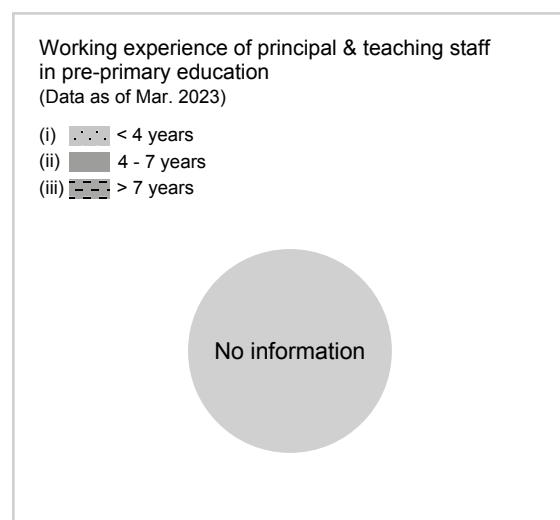 Working experience of principal & teaching staff
in pre-primary education
(Data as of Mar. 2023)
(i) < 4 years
(ii) 4 - 7 years
(iii) > 7 years
No information